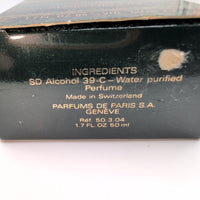 INGREDIENTS
SD Alcohol 39-C – Water purified
Perfume
Made in Switzerland
PARFUMS DE PARIS S.A.
GENÈVE
Réf. 50.3.04
1.7 FL OZ 50 ml